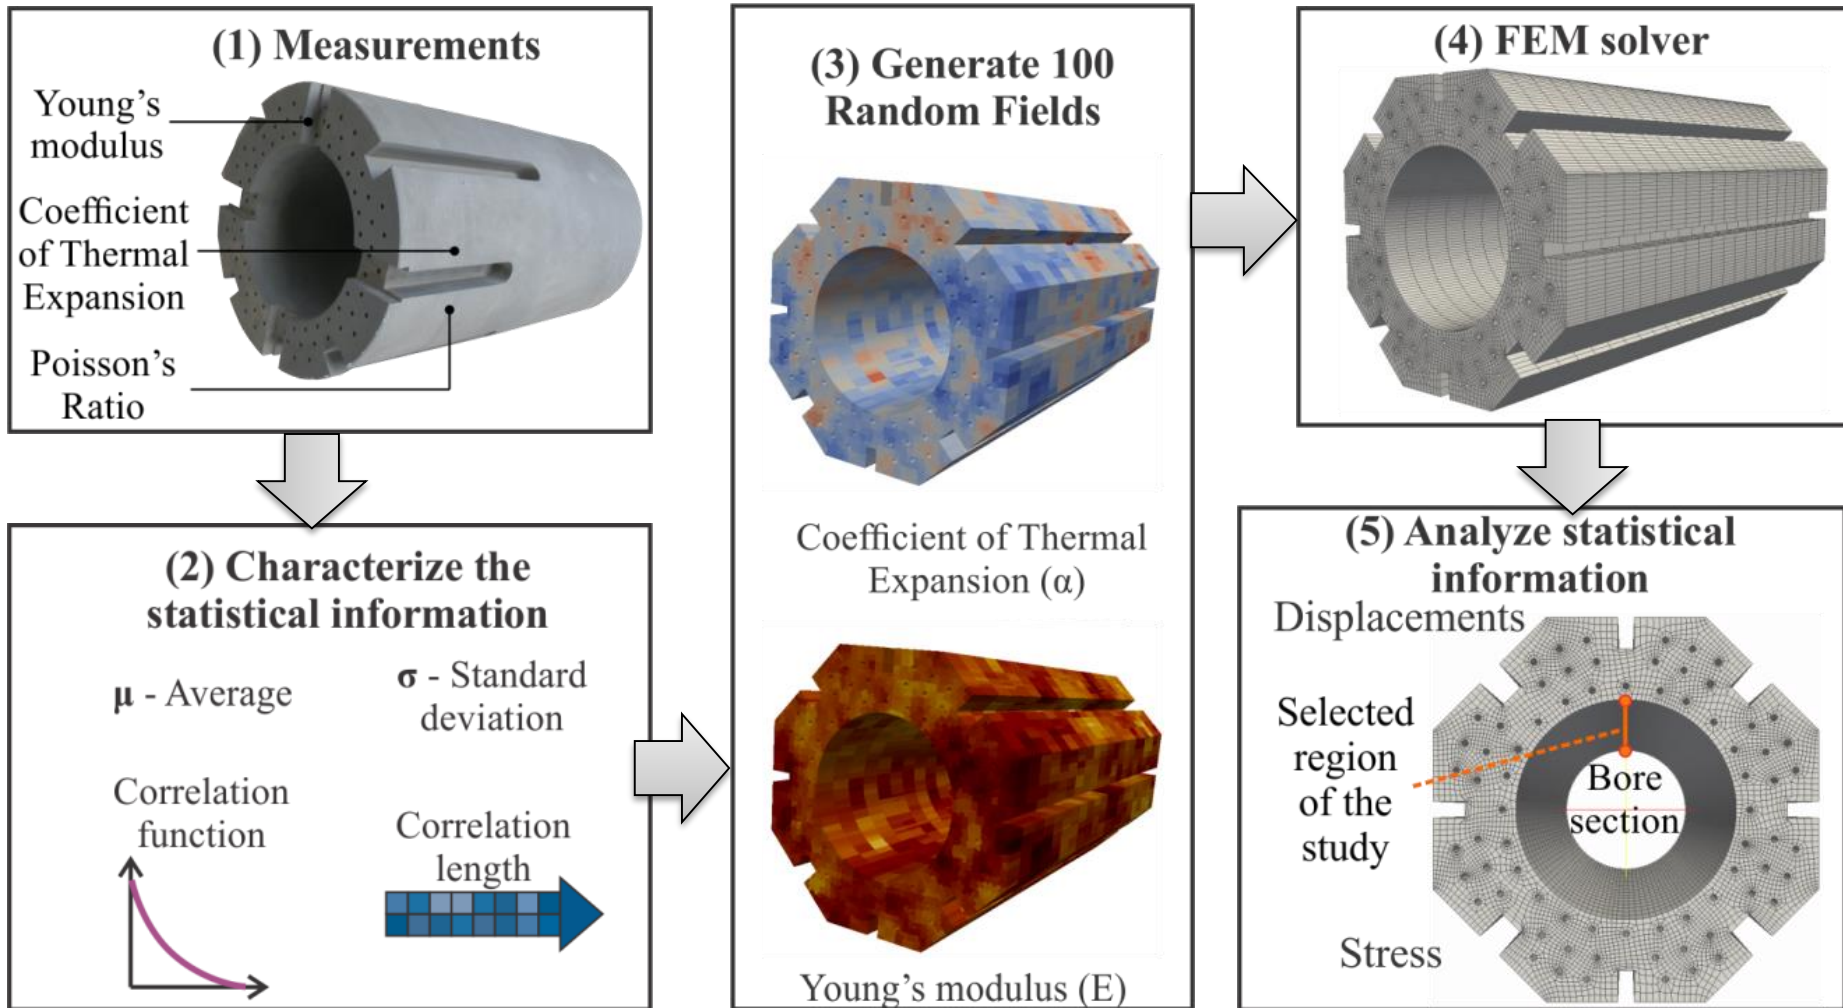 (1) Measurements
Young’s
modulus
Coefficient
of Thermal
Expansion
Poisson’s
Ratio
(2) Characterize the
statistical information
μ - Average
σ - Standard
deviation
Correlation
function
Correlation
length
(3) Generate 100
Random Fields
Coefficient of Thermal
Expansion (α)
Young’s modulus (E)
(4) FEM solver
(5) Analyze statistical
information
Displacements
Selected
region
of the
study
Bore
section
Stress